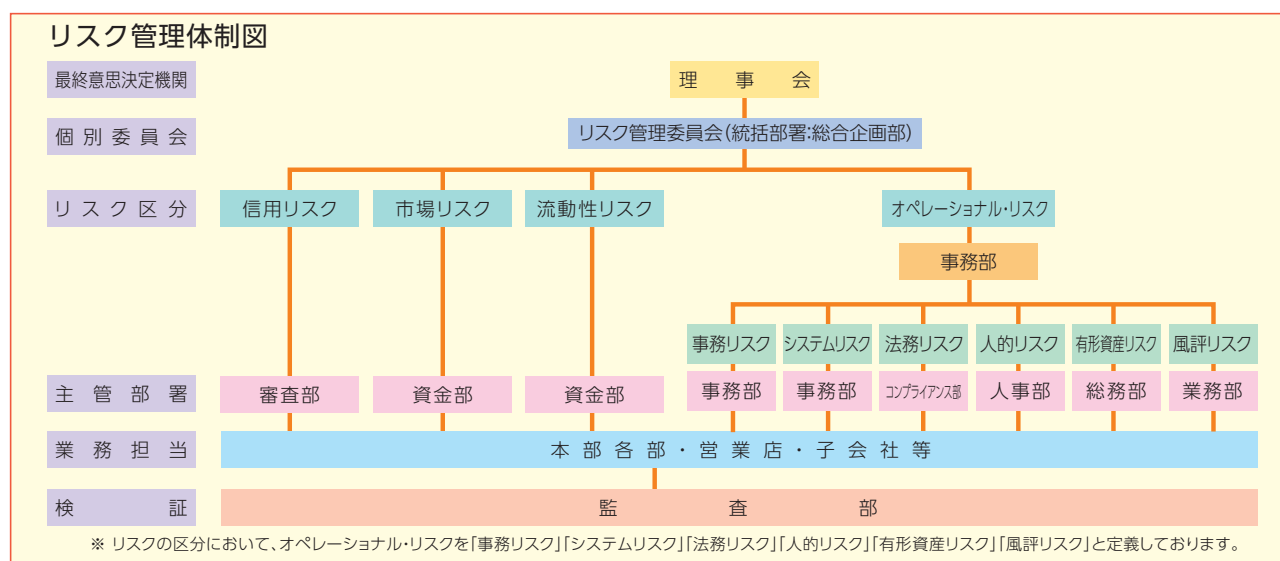 リスク管理体制図
最終意思決定機関 理事会
個別委員会 リスク管理委員会(統括部署:総合企画部)
リスク区分 信用リスク 市場リスク 流動性リスク オペレーショナル・リスク
事務部
事務リスク システムリスク 法務リスク 人的リスク 有形資産リスク 風評リスク
主管部署 審査部 資金部 資金部 事務部 事務部 コンプライアンス部 人事部 総務部 業務部
業務担当 本部各部・営業店・子会社等
検証 監査部
※ リスクの区分において、オペレーショナル・リスクを「事務リスク」「システムリスク」「法務リスク」「人的リスク」「有形資産リスク」「風評リスク」と定義しております。